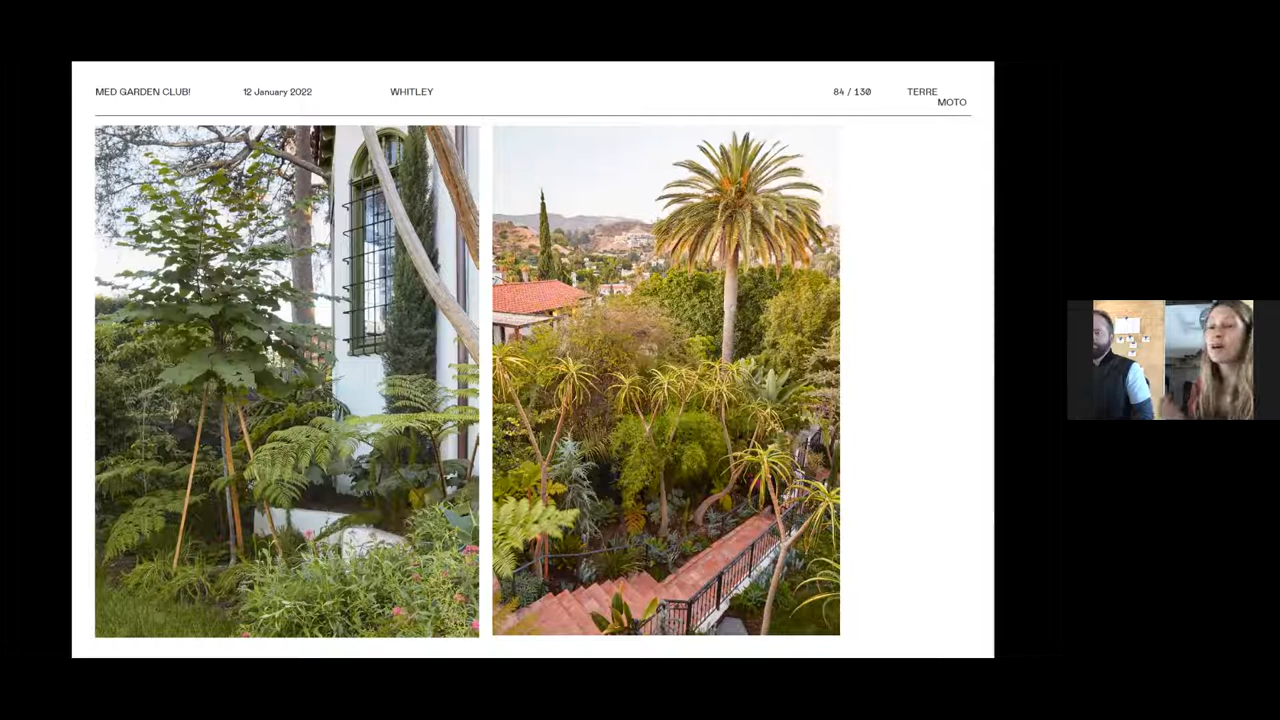 MED GARDEN CLUB!
12 January 2022
WHITLEY
84 / 130
TERRE
MOTO